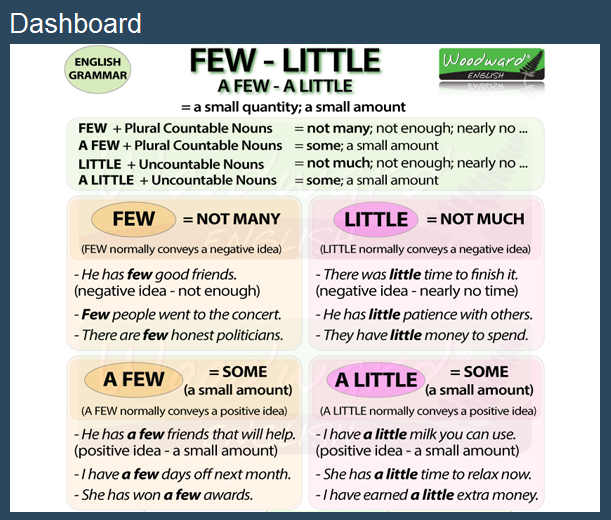 Dashboard
ENGLISH
GRAMMAR
FEW - LITTLE
A FEW - A LITTLE
= a small quantity; a small amount
Woodward®
ENGLISH
FEW + Plural Countable Nouns = not many; not enough; nearly no ...
A FEW + Plural Countable Nouns = some; a small amount
LITTLE + Uncountable Nouns = not much; not enough; nearly no ...
A LITTLE + Uncountable Nouns = some; a small amount
FEW = NOT MANY
(FEW normally conveys a negative idea)
- He has few good friends.
(negative idea - not enough)
- Few people went to the concert.
- There are few honest politicians.
LITTLE = NOT MUCH
(LITTLE normally conveys a negative idea)
- There was little time to finish it.
(negative idea - nearly no time)
- He has little patience with others.
- They have little money to spend.
A FEW = SOME
(a small amount)
(A FEW normally conveys a positive idea)
- He has a few friends that will help.
(positive idea - a small amount)
- I have a few days off next month.
- She has won a few awards.
A LITTLE = SOME
(a small amount)
(A LITTLE normally conveys a positive idea)
- I have a little milk you can use.
(positive idea - a small amount)
- She has a little time to relax now.
- I have earned a little extra money.